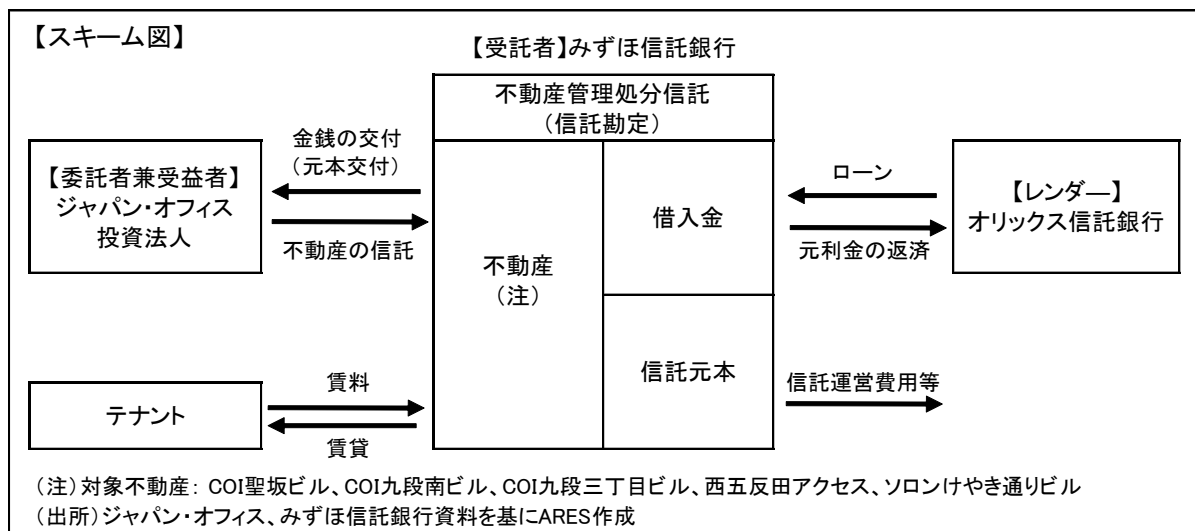 【スキーム図】
【受託者】みずほ信託銀行
不動産管理処分信託
（信託勘定）
金銭の交付
（元本交付）
【委託者兼受益者】
ジャパン・オフィス
投資法人
不動産の信託
不動産
（注）
借入金
ローン
元利金の返済
【レンダ―】
オリックス信託銀行
信託元本
信託運営費用等
賃料
テナント
賃貸
（注）対象不動産： COI聖坂ビル、COI九段南ビル、COI九段三丁目ビル、西五反田アクセス、ソロンけやき通りビル
（出所）ジャパン・オフィス、みずほ信託銀行資料を基にARES作成